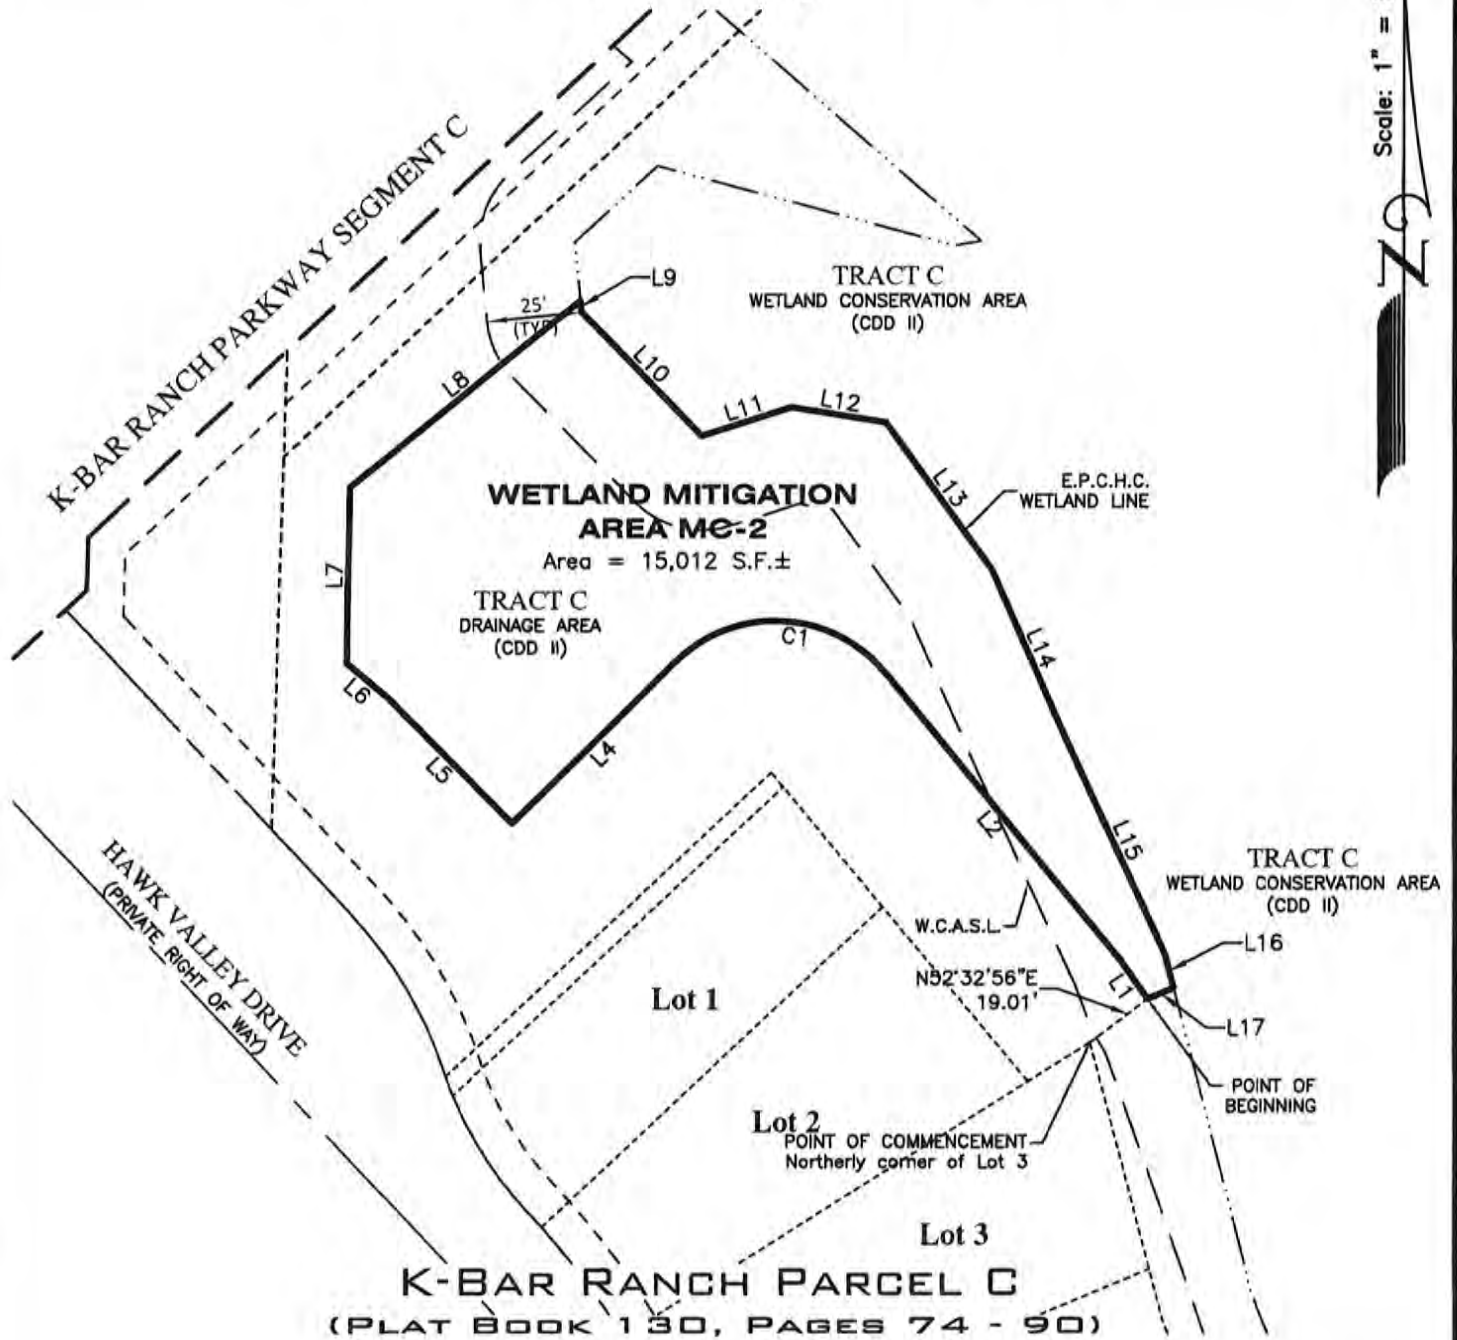 Scale: 1" =
N
K-BAR RANCH PARKWAY SEGMENT C
L9
TRACT C
WETLAND CONSERVATION AREA
(CDD II)
25'
(TYP)
L8
L10
L11
L12
L13
E.P.C.H.C.
WETLAND LINE
WETLAND MITIGATION
AREA MC-2
Area = 15,012 S.F.±
L7
TRACT C
DRAINAGE AREA
(CDD II)
C1
L14
L6
L5
L4
L2
L15
TRACT C
WETLAND CONSERVATION AREA
(CDD II)
HAWK VALLEY DRIVE
(PRIVATE RIGHT OF WAY)
W.C.A.S.L.
L16
N52°32'56"E
19.01'
L1
Lot 1
L17
POINT OF
BEGINNING
Lot 2
POINT OF COMMENCEMENT
Northerly corner of Lot 3
Lot 3
K-BAR RANCH PARCEL C
(PLAT BOOK 130, PAGES 74 - 90)